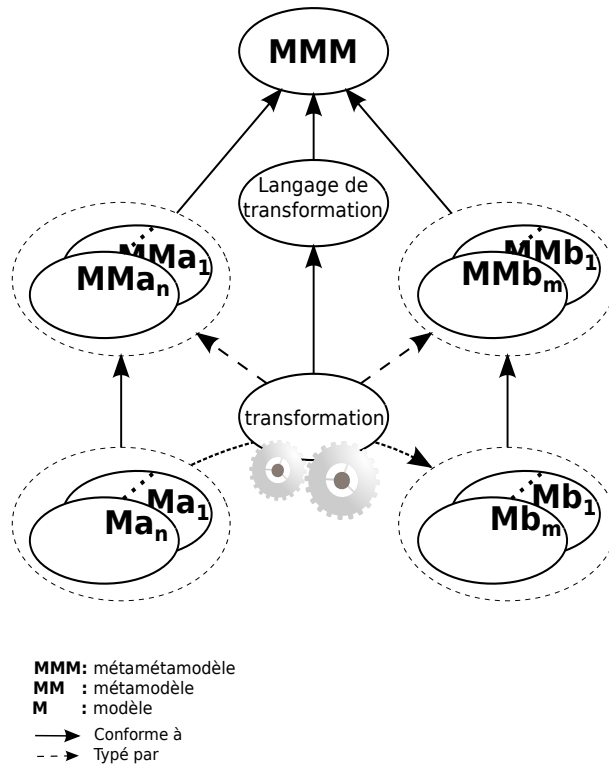 MMM
Langage de
transformation
MMa1
MMan
MMb1
MMbm
transformation
Ma1
Man
Mb1
Mbm
MMM: métamétamodèle
MM : métamodèle
M : modèle
Conforme à
Typé par